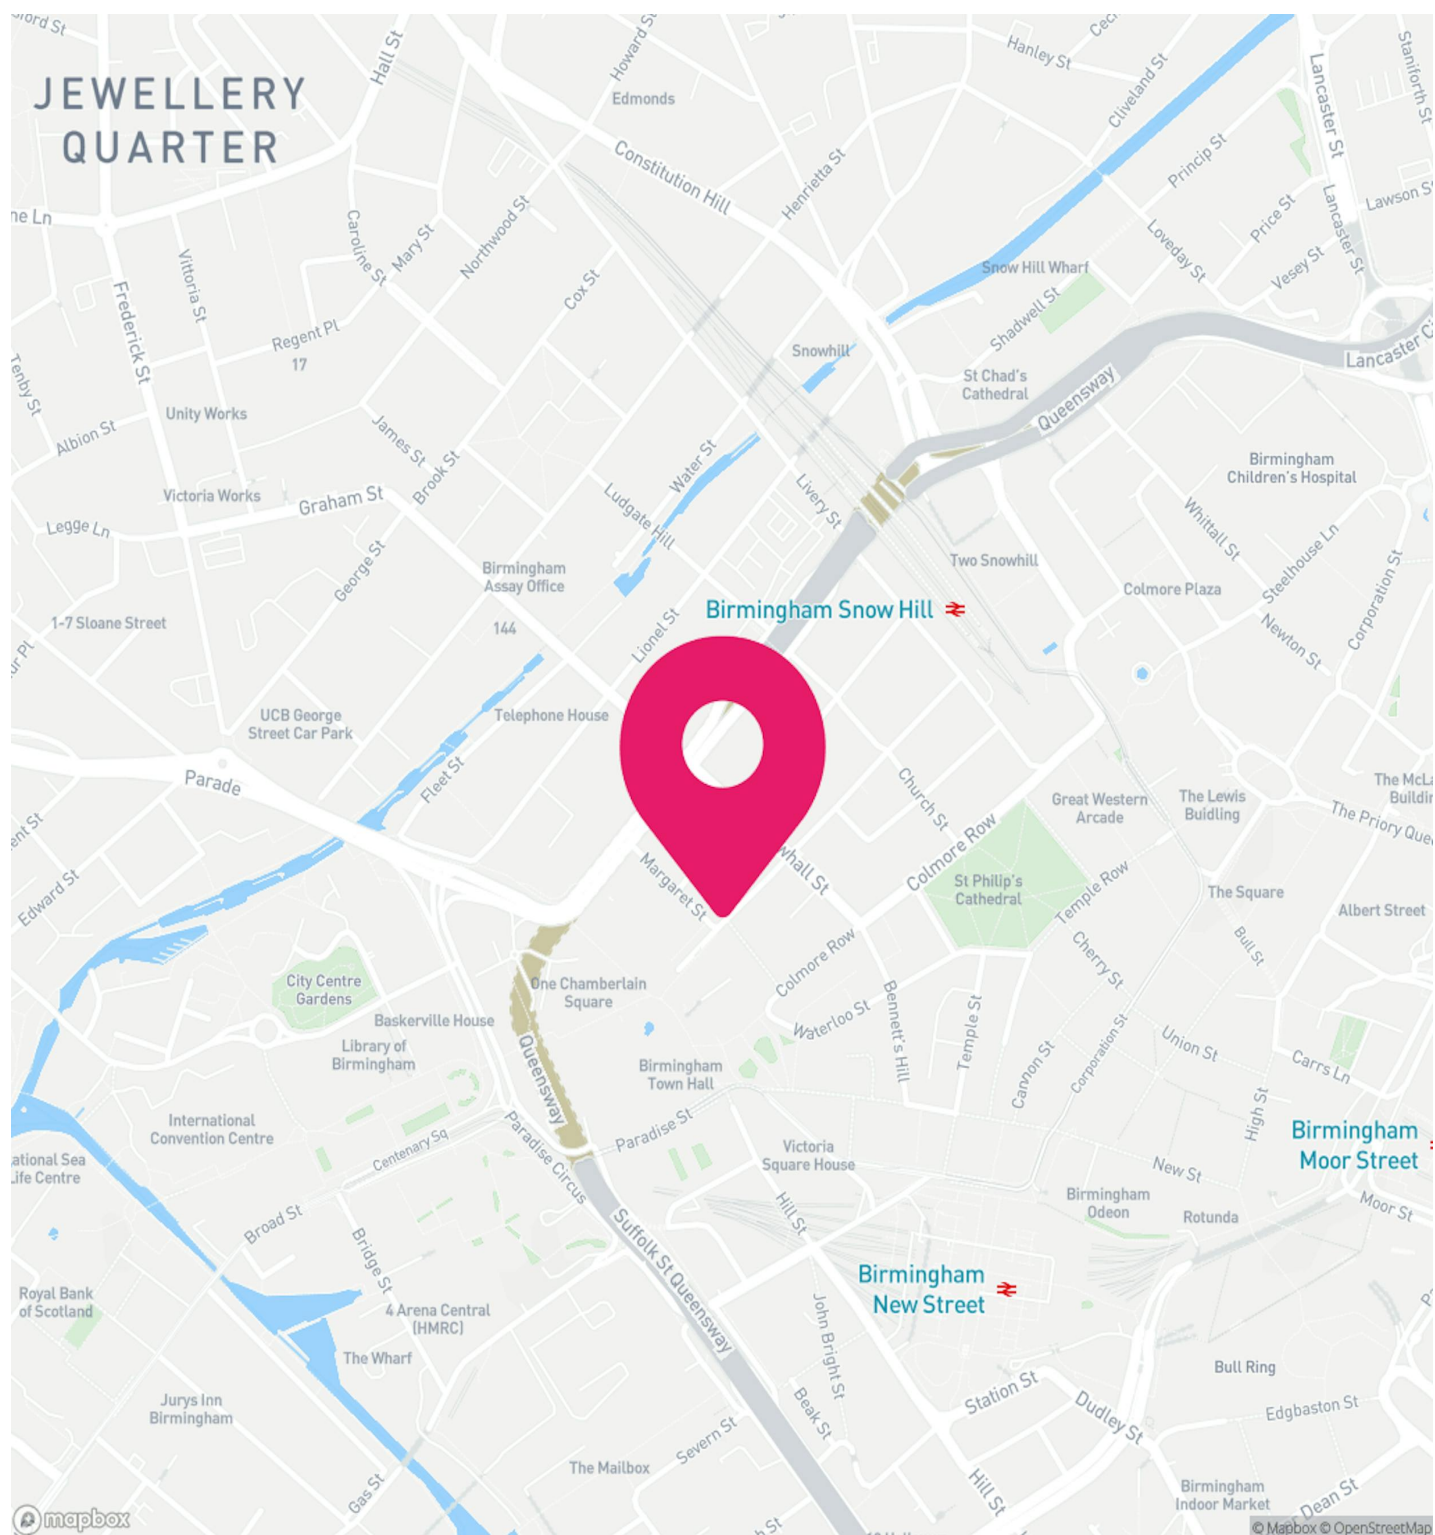 JEWELLERY
QUARTER
Hall St
Howard St
Edmonds
Hanley St
Cliveland St
Lancaster St
Staniforth St
Constitution Hill
Henrietta St
Princip St
Lancaster St
Lawson St
Price St
Loveday St
Vesey St
Caroline St
Mary St
Northwood St
Vittoria St
Cox St
Snow Hill Wharf
Shadwell St
Frederick St
Regent Pl
17
Snowhill
St Chad's
Cathedral
Queensway
Tenby St
Unity Works
Albion St
James St
Brook St
Water St
Birmingham
Children's Hospital
Victoria Works
Graham St
Legge Ln
Ludgate Hill
Livery St
Whittall St
Steelhouse Ln
Corporation St
George St
Birmingham
Assay Office
Two Snowhill
Colmore Plaza
1-7 Sloane Street
144
Lionel St
Birmingham Snow Hill
Newton St
UCB George
Street Car Park
Telephone House
Parade
Fleet St
Church St
Great Western
Arcade
The Lewis
Buidling
Colmore Row
Margaret St
St Philip's
Cathedral
Temple Row
The Square
Edward St
Albert Street
Bull St
Cherry St
Colmore Row
City Centre
Gardens
One Chamberlain
Square
Baskerville House
Waterloo St
Bennett's Hill
Temple St
Library of
Birmingham
Queensway
Birmingham
Town Hall
Cannon St
Corporation St
Union St
Carrs Ln
High St
International
Convention Centre
Centenary Sq
Paradise Circus
Paradise St
Victoria
Square House
Birmingham
Moor Street
New St
Birmingham
Odeon
Rotunda
Moor St
Broad St
Bridge St
Suffolk St Queensway
Hill St
Birmingham
New Street
Royal Bank
of Scotland
4 Arena Central
(HMRC)
The Wharf
John Bright St
Bull Ring
Jurys Inn
Birmingham
Beak St
Station St
Dudley St
Edgbaston St
Severn St
The Mailbox
Gas St
Hill St
Birmingham
Indoor Market
Dean St
mapbox
© Mapbox © OpenStreetMap